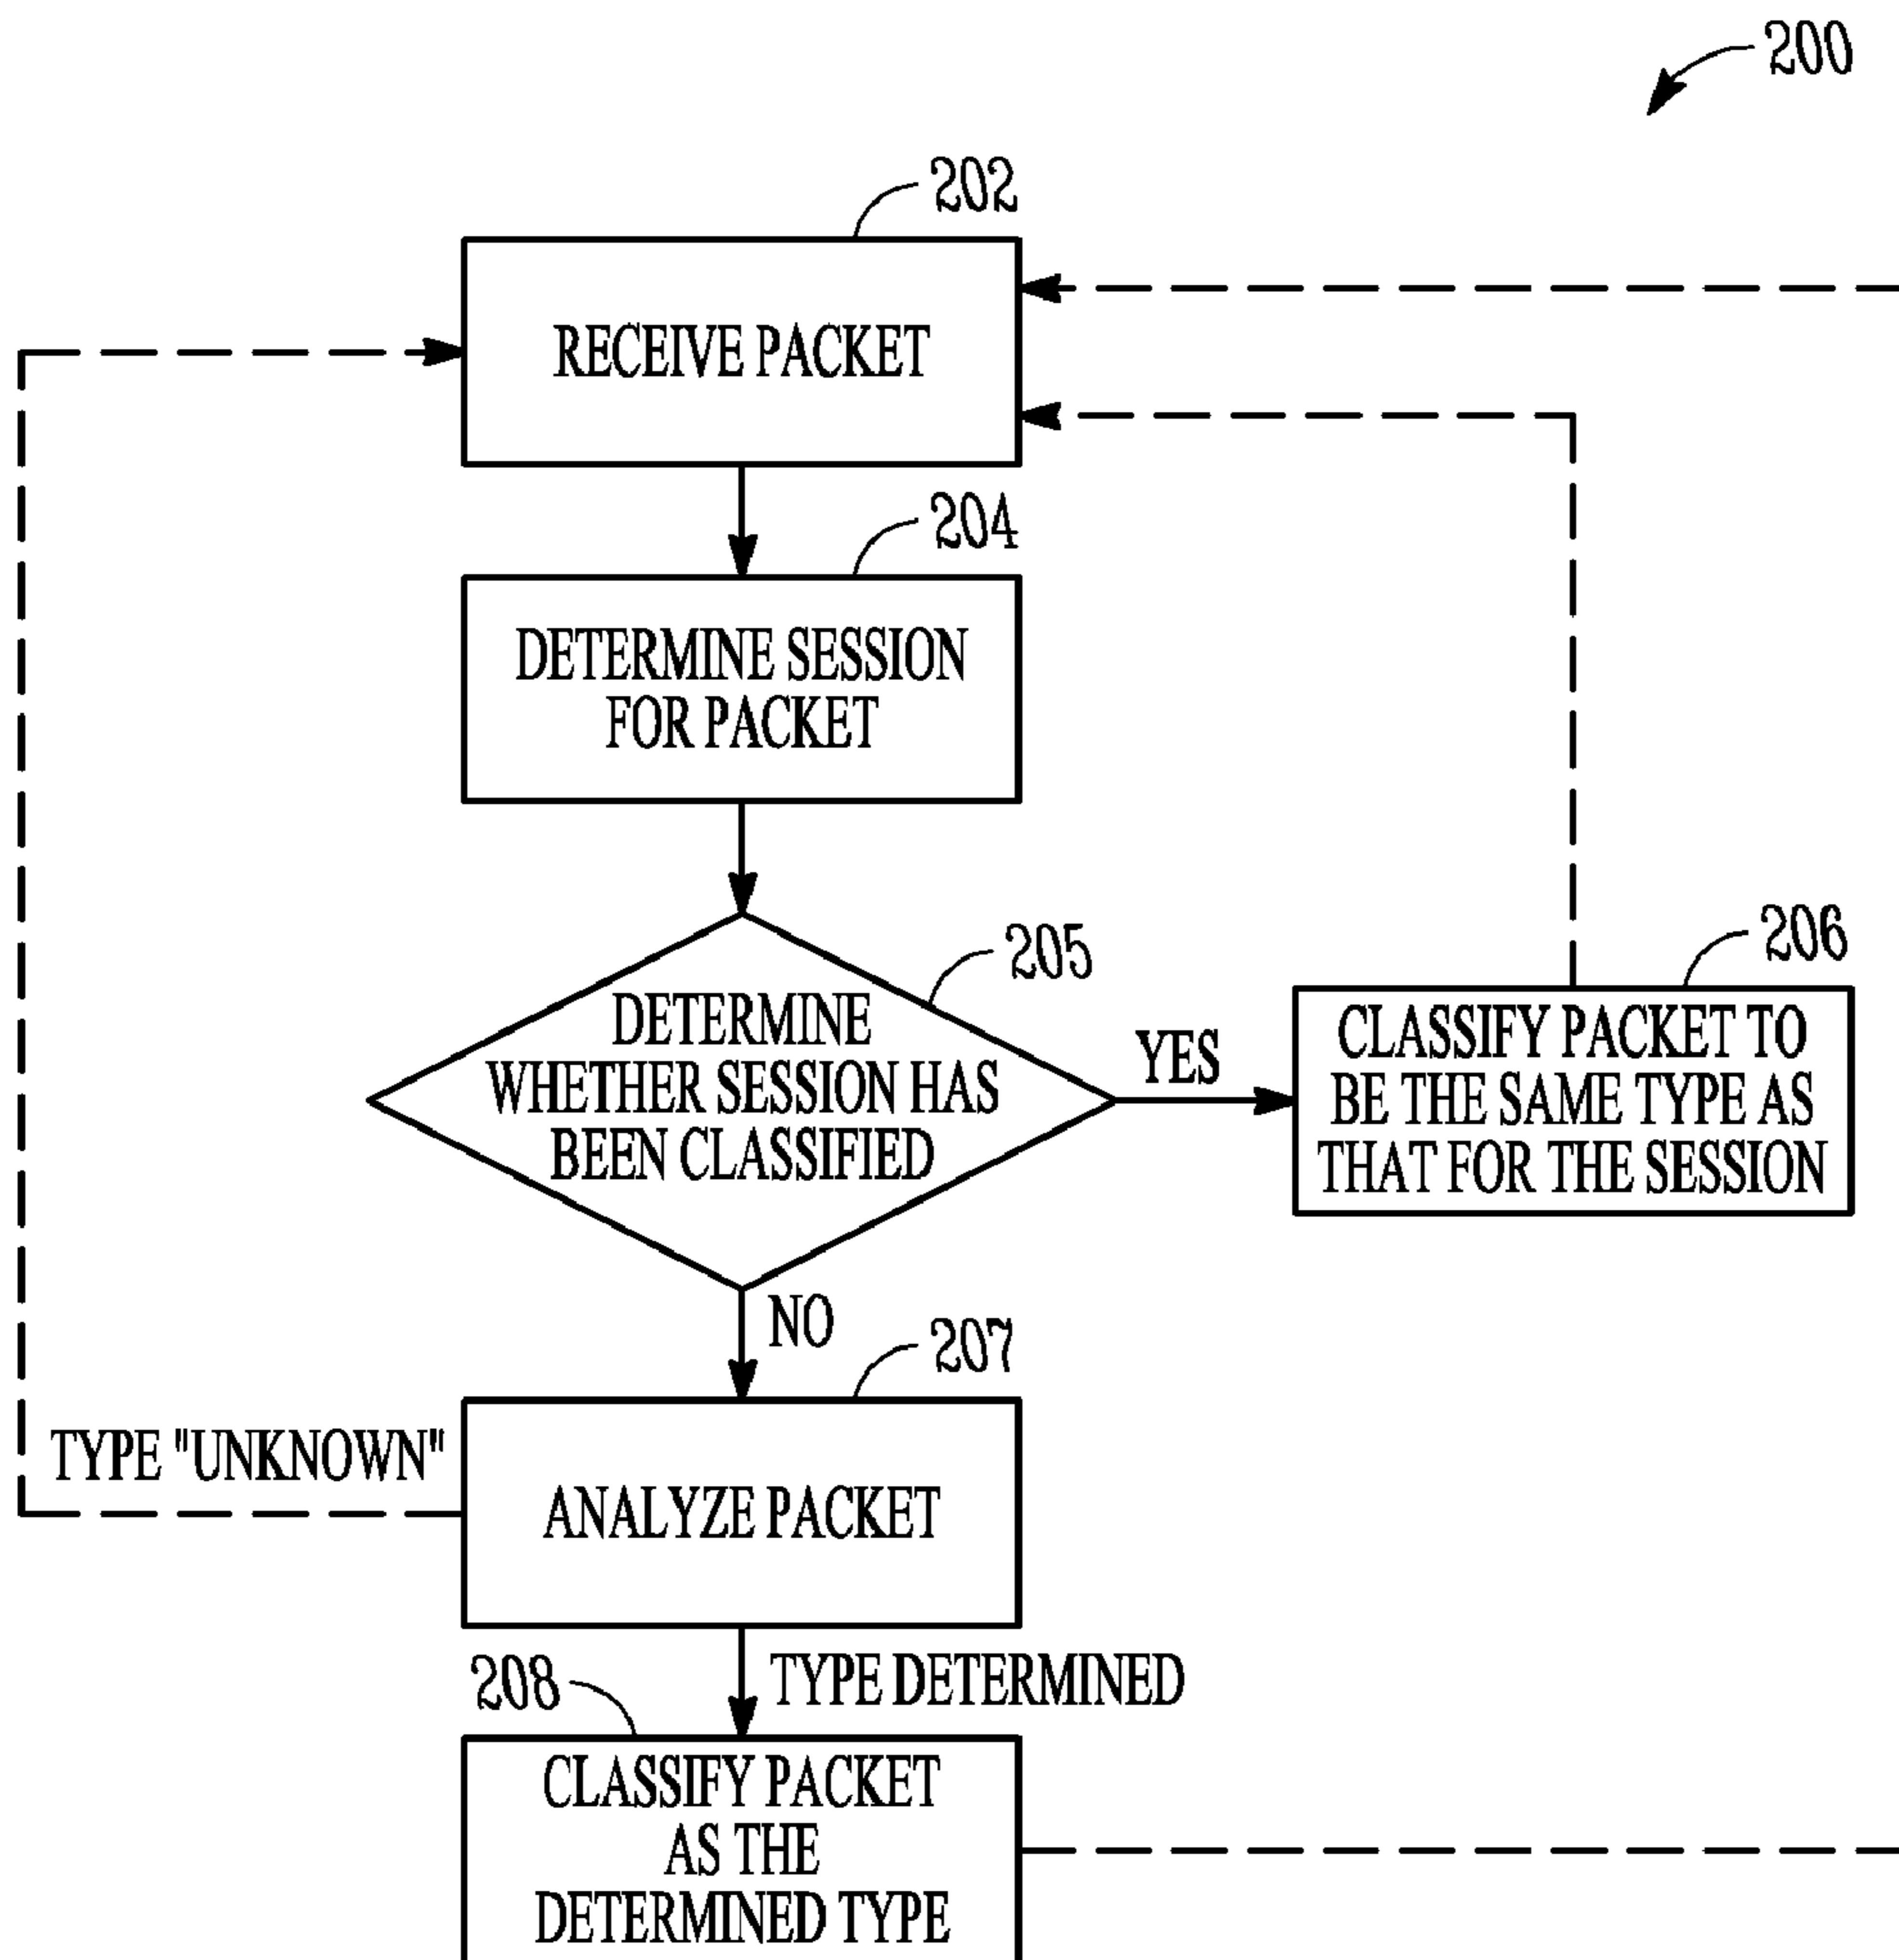 200
202
RECEIVE PACKET
204
DETERMINE SESSION
FOR PACKET
205
DETERMINE
WHETHER SESSION HAS
BEEN CLASSIFIED
YES
206
CLASSIFY PACKET TO
BE THE SAME TYPE AS
THAT FOR THE SESSION
NO
207
TYPE "UNKNOWN"
ANALYZE PACKET
208
TYPE DETERMINED
CLASSIFY PACKET
AS THE
DETERMINED TYPE